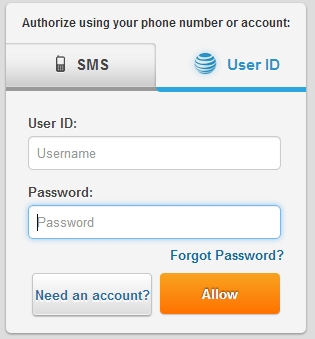 Authorize using your phone number or account:
SMS
User ID
User ID:
Username
Password:
Password
Forgot Password?
Need an account?
Allow